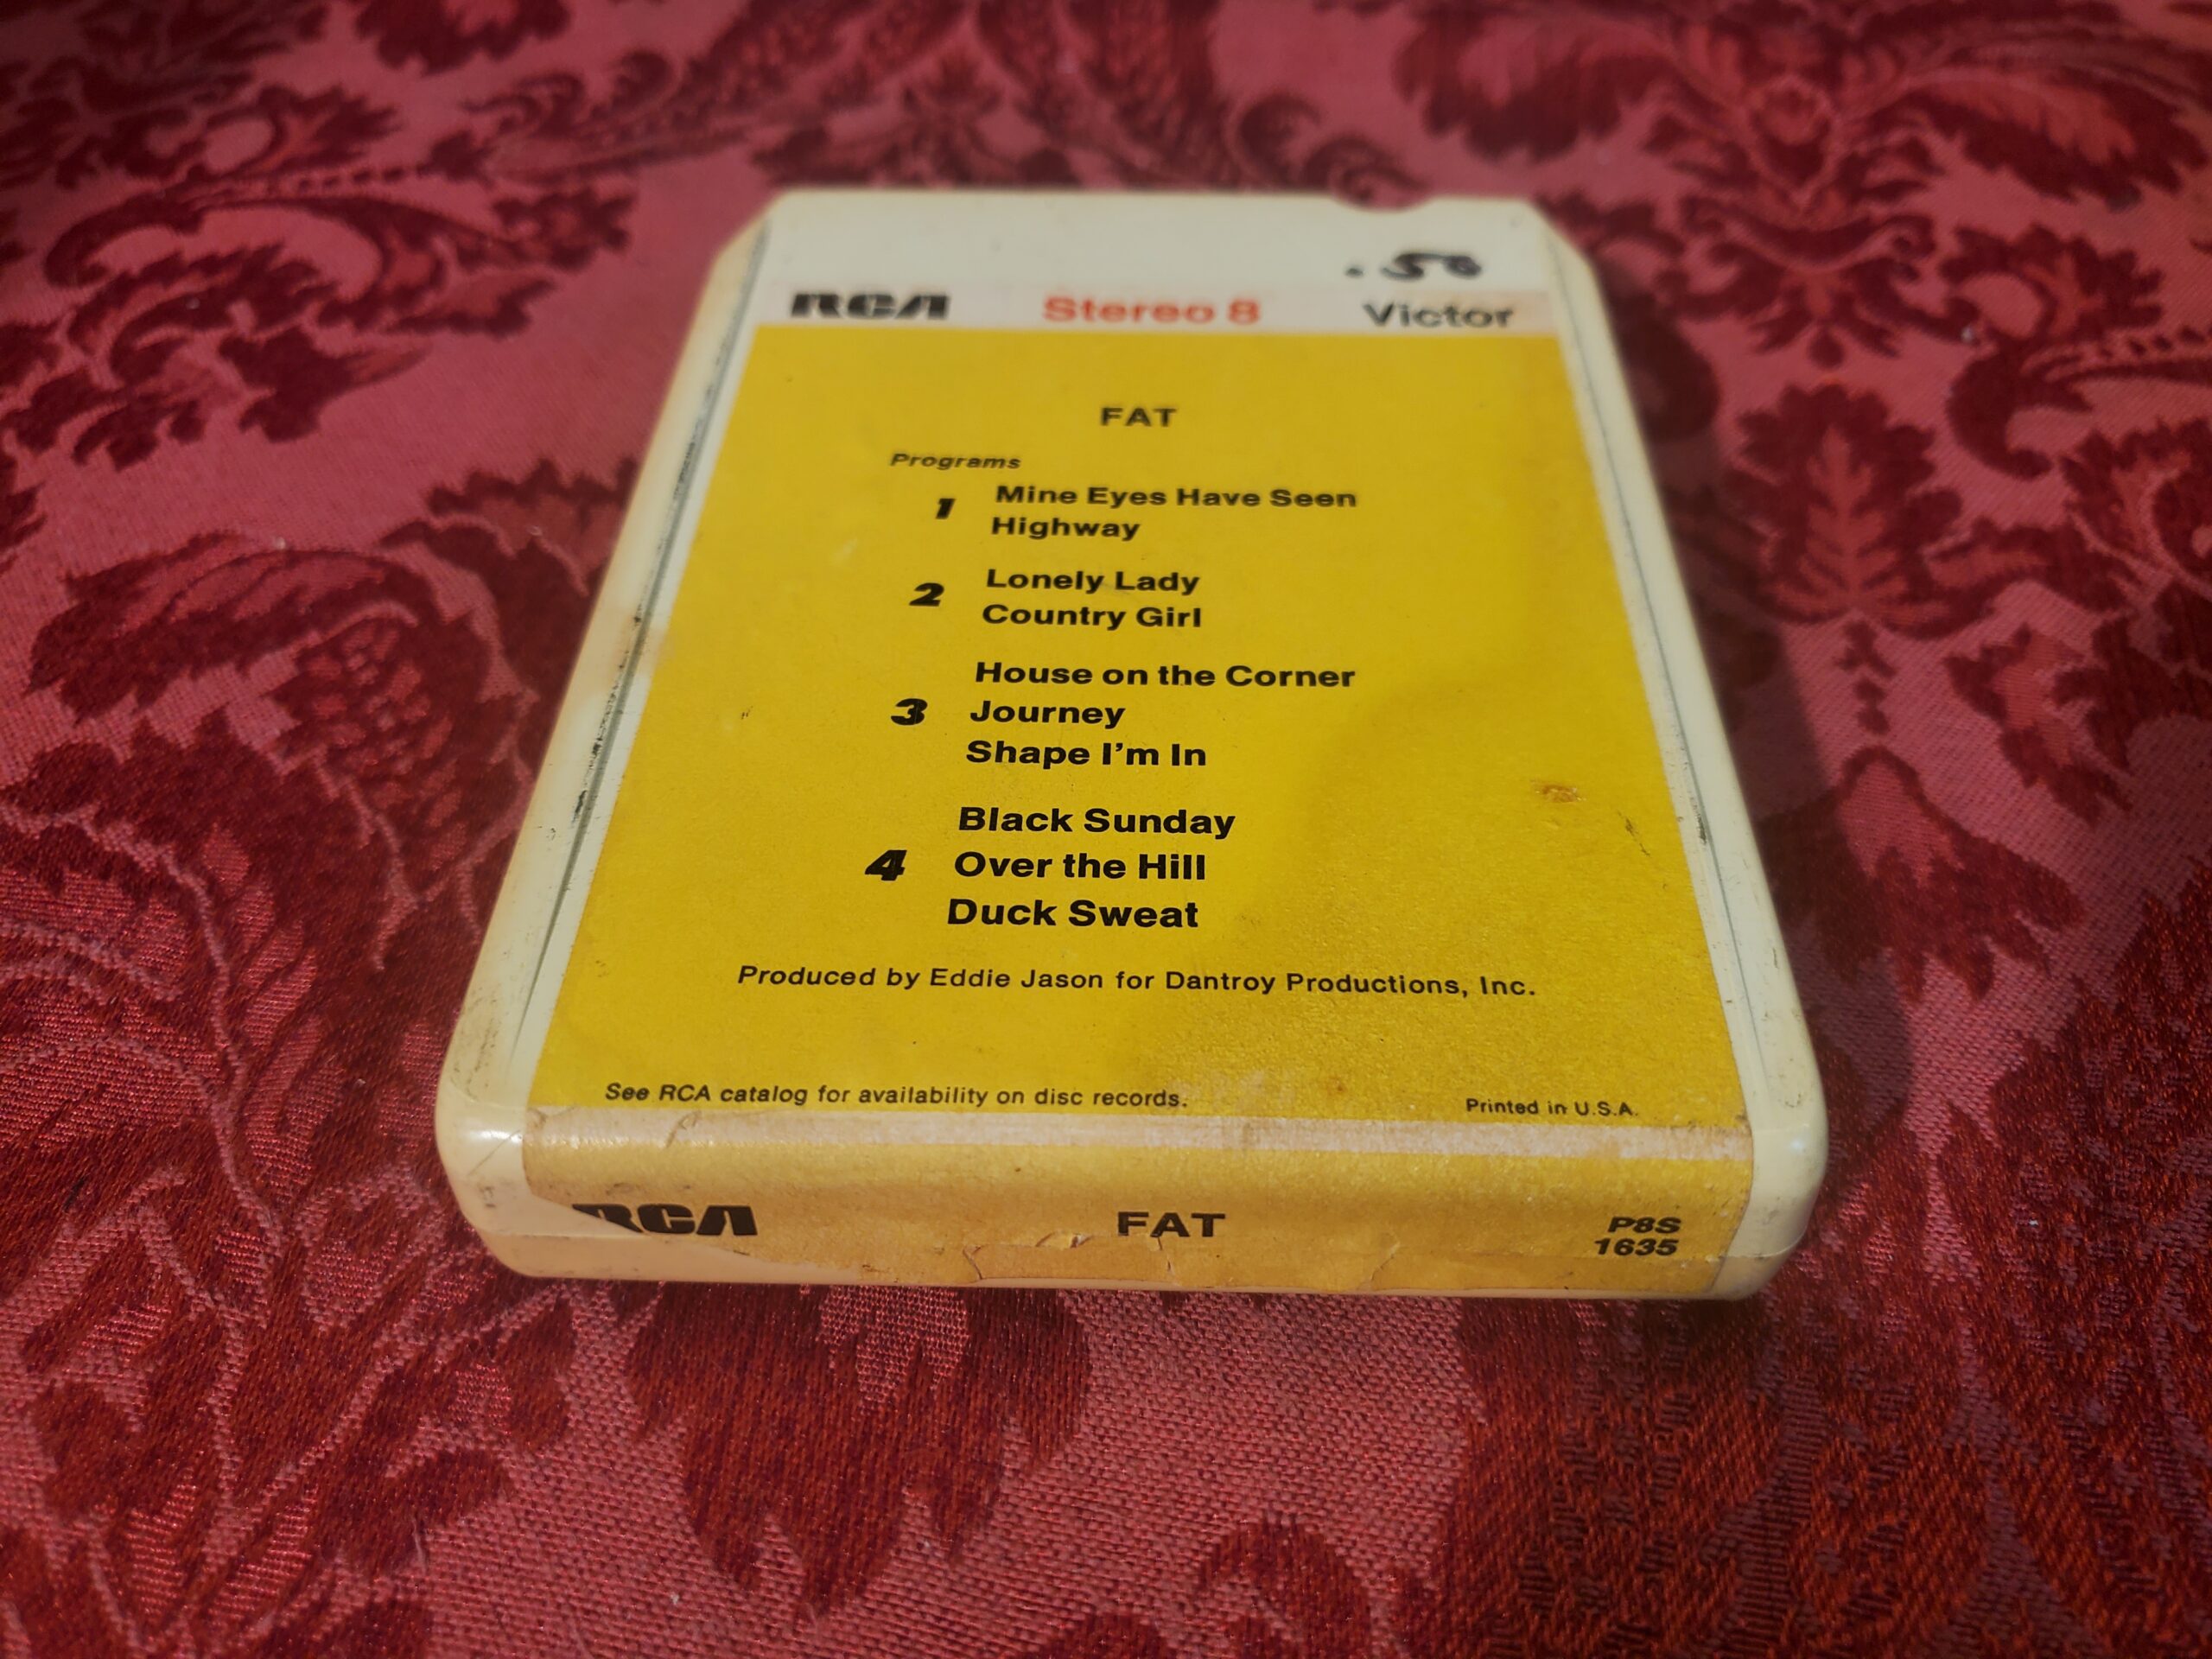 .50
RCA Stereo 8 Victor
FAT
Programs
1 Mine Eyes Have Seen
Highway
2 Lonely Lady
Country Girl
3 House on the Corner
Journey
Shape I'm In
4 Black Sunday
Over the Hill
Duck Sweat
Produced by Eddie Jason for Dantroy Productions, Inc.
See RCA catalog for availability on disc records. Printed in U.S.A.
RCA FAT P8S
1635